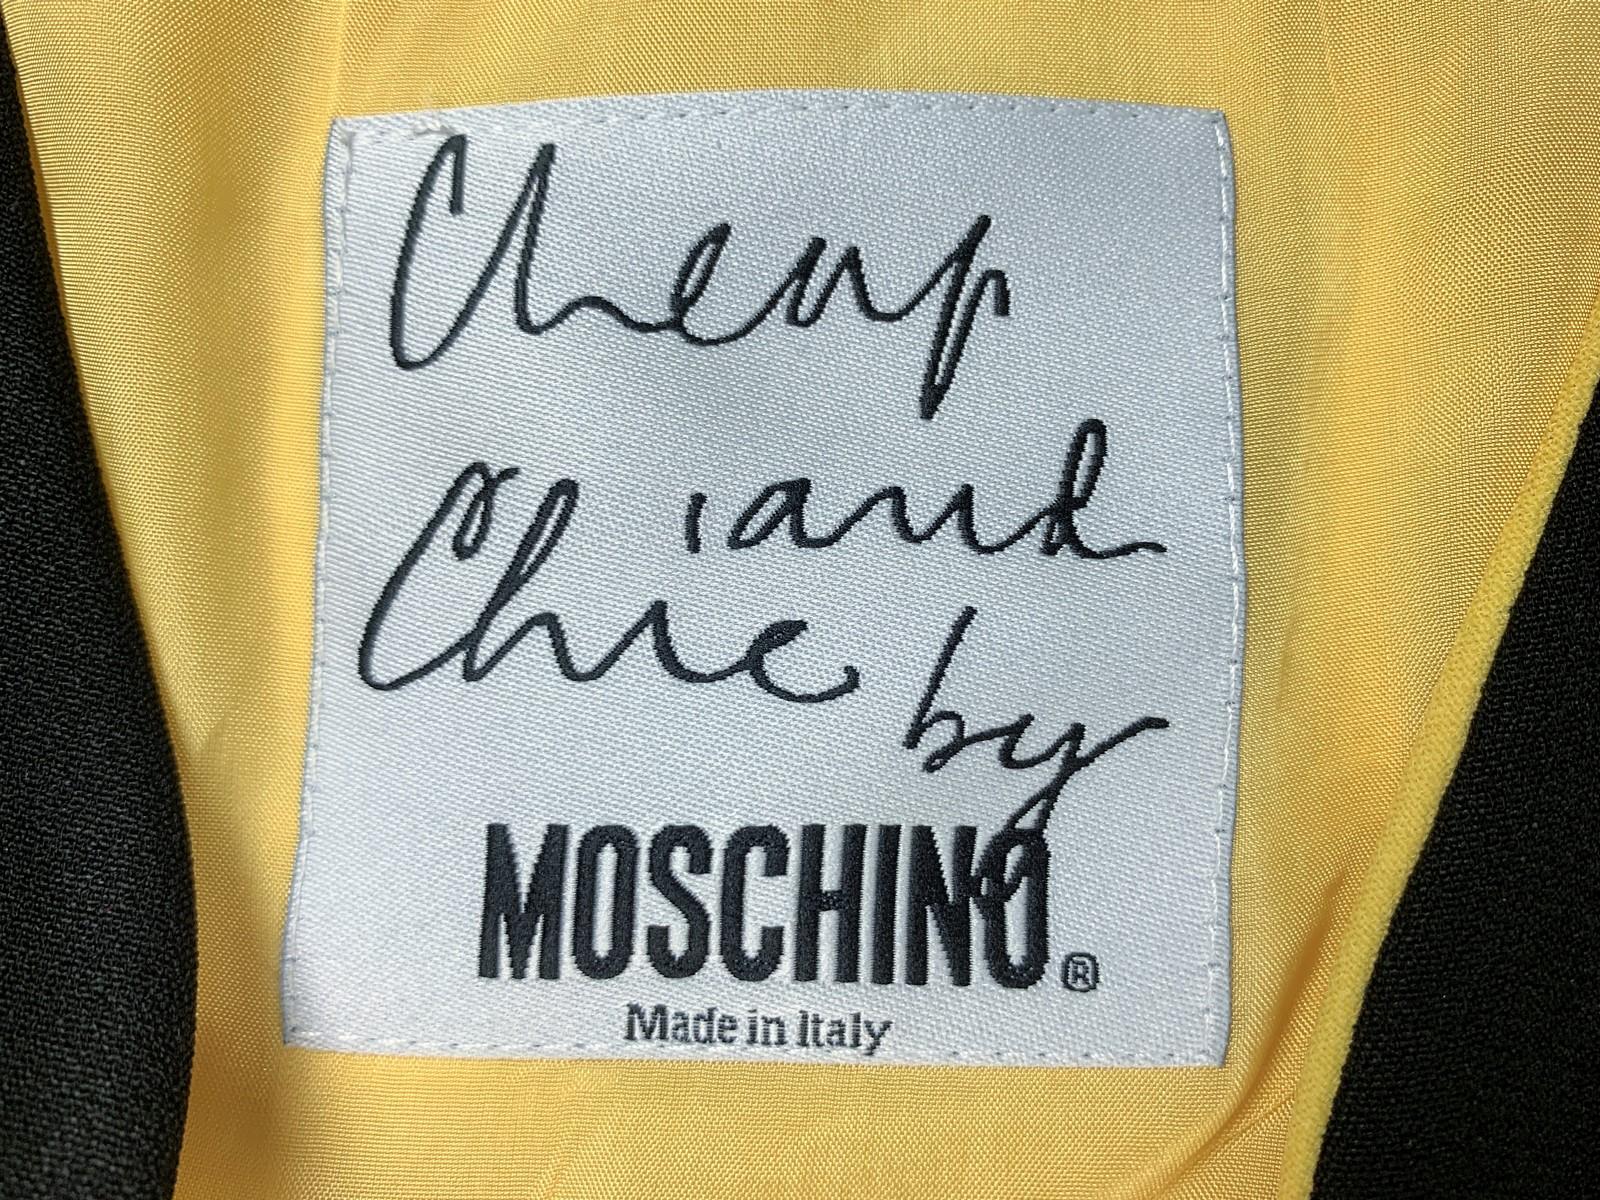 Cheap
and
Chic by
MOSCHINO®
Made in Italy